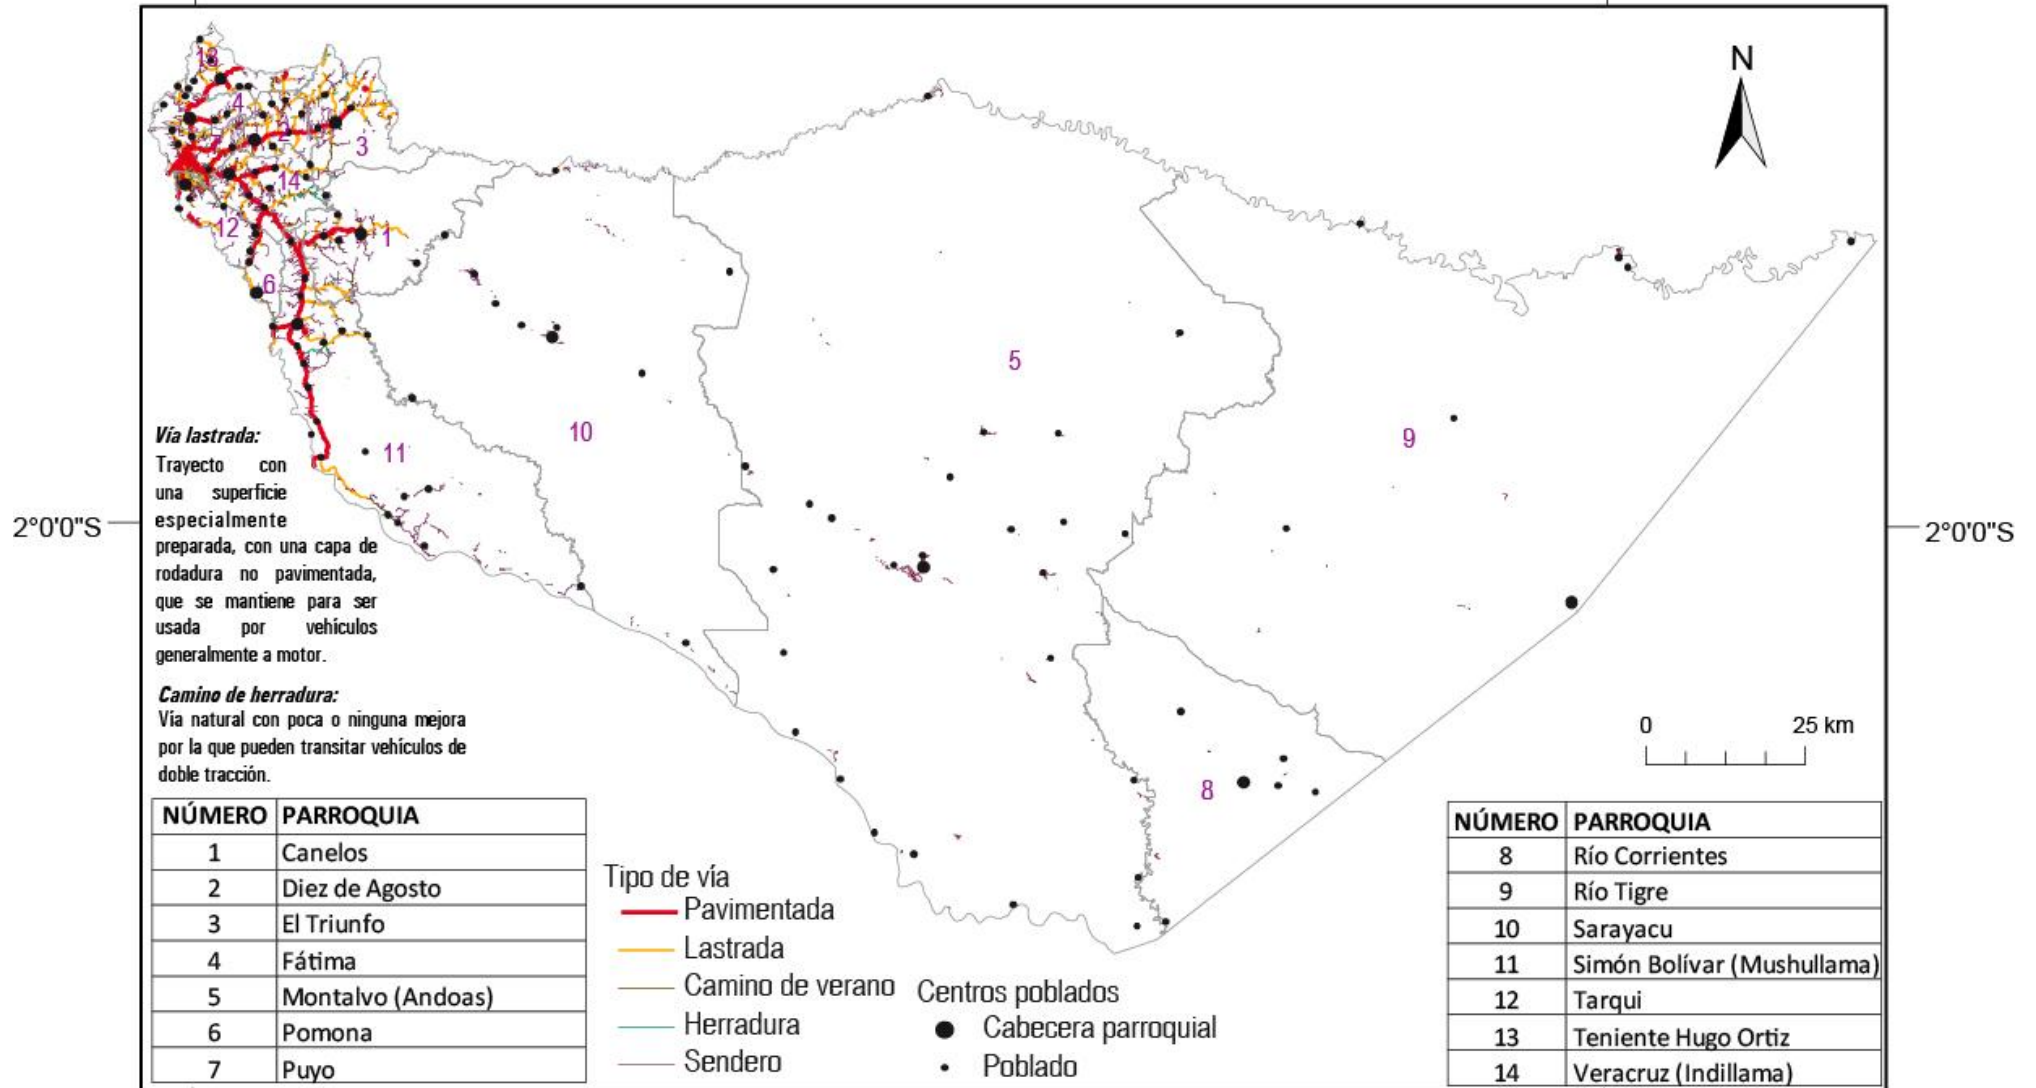 N
13
4
2
3
7
14
12
1
6
5
10
9
11
8
2°0'0"S
2°0'0"S
Vía lastrada:
Trayecto con
una superficie
especialmente
preparada, con una capa de
rodadura no pavimentada,
que se mantiene para ser
usada por vehículos
generalmente a motor.
Camino de herradura:
Vía natural con poca o ninguna mejora
por la que pueden transitar vehículos de
doble tracción.
0 25 km
NÚMERO PARROQUIA
1 Canelos
2 Diez de Agosto
3 El Triunfo
4 Fátima
5 Montalvo (Andoas)
6 Pomona
7 Puyo
Tipo de vía
Pavimentada
Lastrada
Camino de verano
Herradura
Sendero
Centros poblados
Cabecera parroquial
Poblado
NÚMERO PARROQUIA
8 Río Corrientes
9 Río Tigre
10 Sarayacu
11 Simón Bolívar (Mushullama)
12 Tarqui
13 Teniente Hugo Ortiz
14 Veracruz (Indillama)